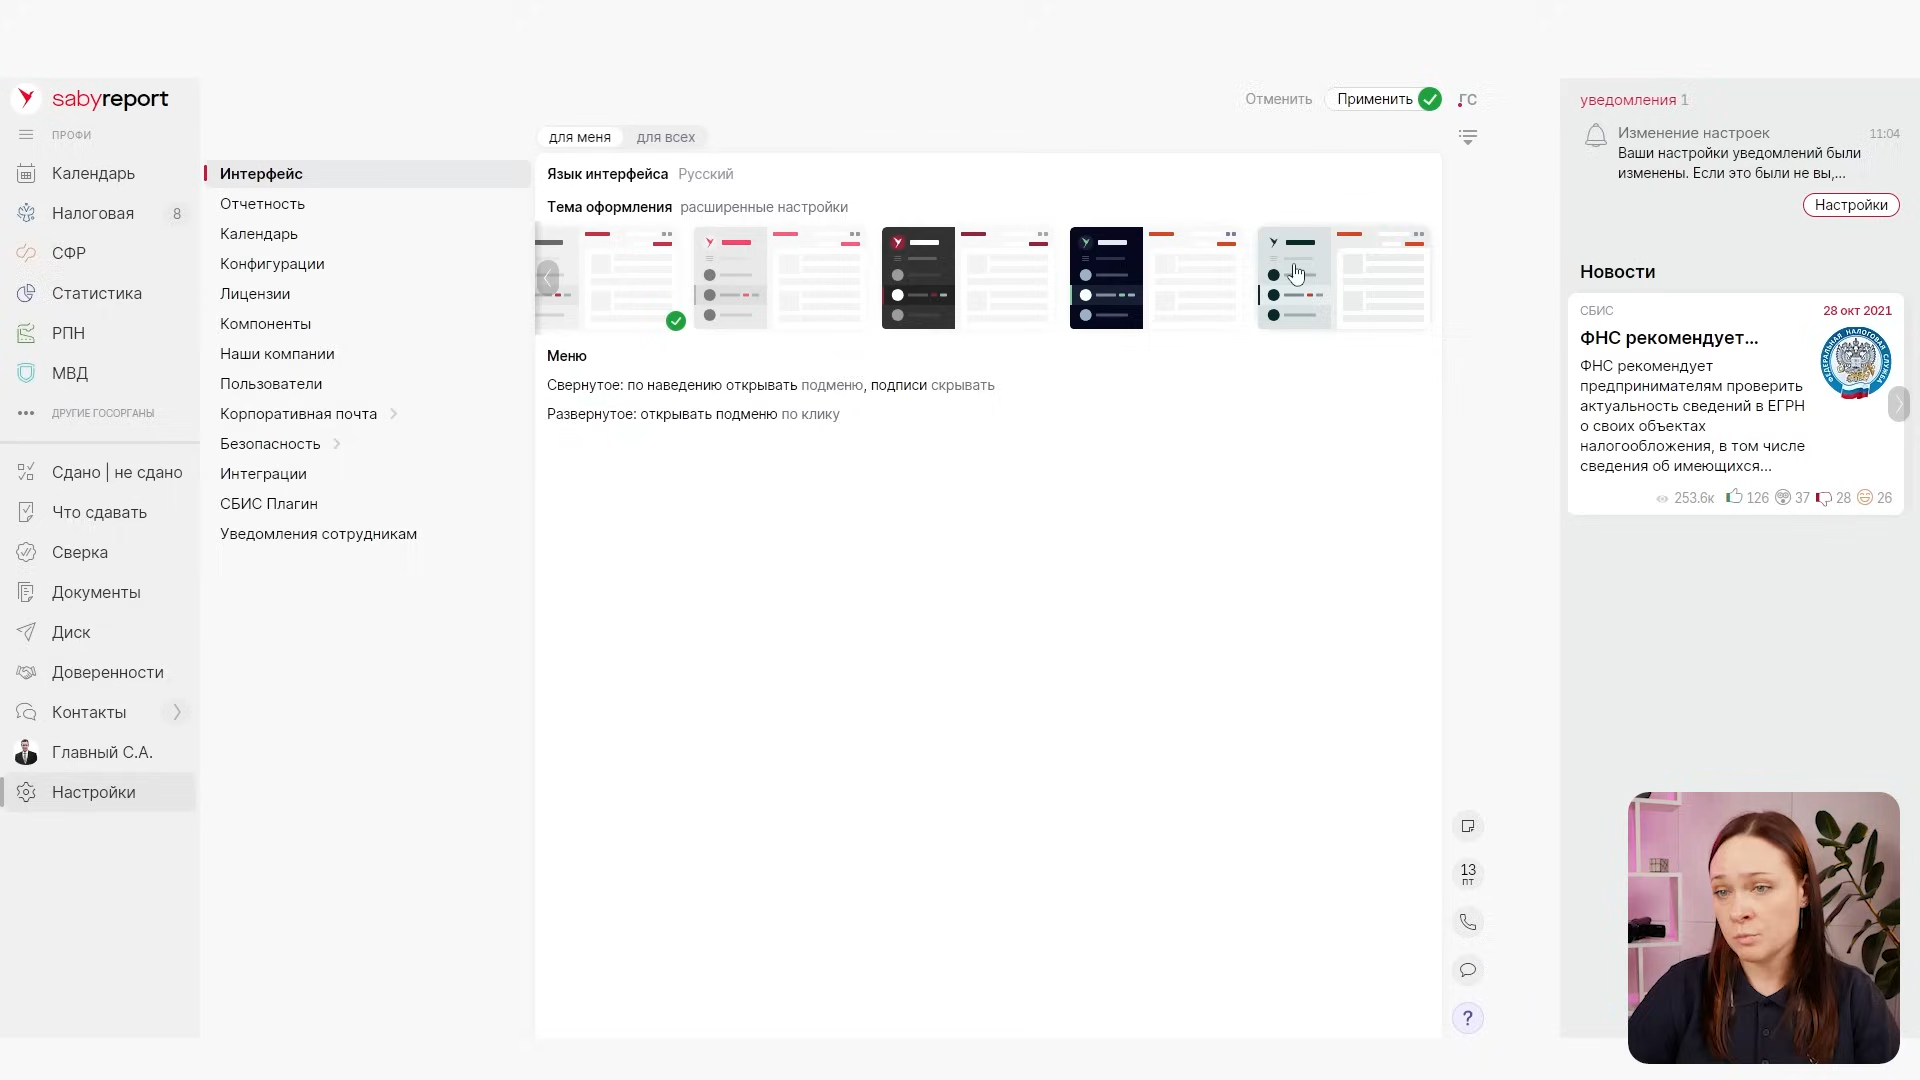 sabyreport
ПРОФИ
Календарь
Налоговая 8
СФР
Статистика
РПН
МВД
ДРУГИЕ ГОСОРГАНЫ
Сдано | не сдано
Что сдавать
Сверка
Документы
Диск
Доверенности
Контакты
Главный С.А.
Настройки
Интерфейс
Отчетность
Календарь
Конфигурации
Лицензии
Компоненты
Наши компании
Пользователи
Корпоративная почта
Безопасность
Интеграции
СБИС Плагин
Уведомления сотрудникам
Отменить Применить ГС
для меня для всех
Язык интерфейса Русский
Тема оформления расширенные настройки
Меню
Свернутое: по наведению открывать подменю, подписи скрывать
Развернутое: открывать подменю по клику
13
пт
?
уведомления 1
Изменение настроек 11:04
Ваши настройки уведомлений были
изменены. Если это были не вы,...
Настройки
Новости
СБИС 28 окт 2021
ФНС рекомендует...
ФНС рекомендует
предпринимателям проверить
актуальность сведений в ЕГРН
о своих объектах
налогообложения, в том числе
сведения об имеющихся...
253.6к 126 37 28 26
ФЕДЕРАЛЬНАЯ НАЛОГОВАЯ СЛУЖБА